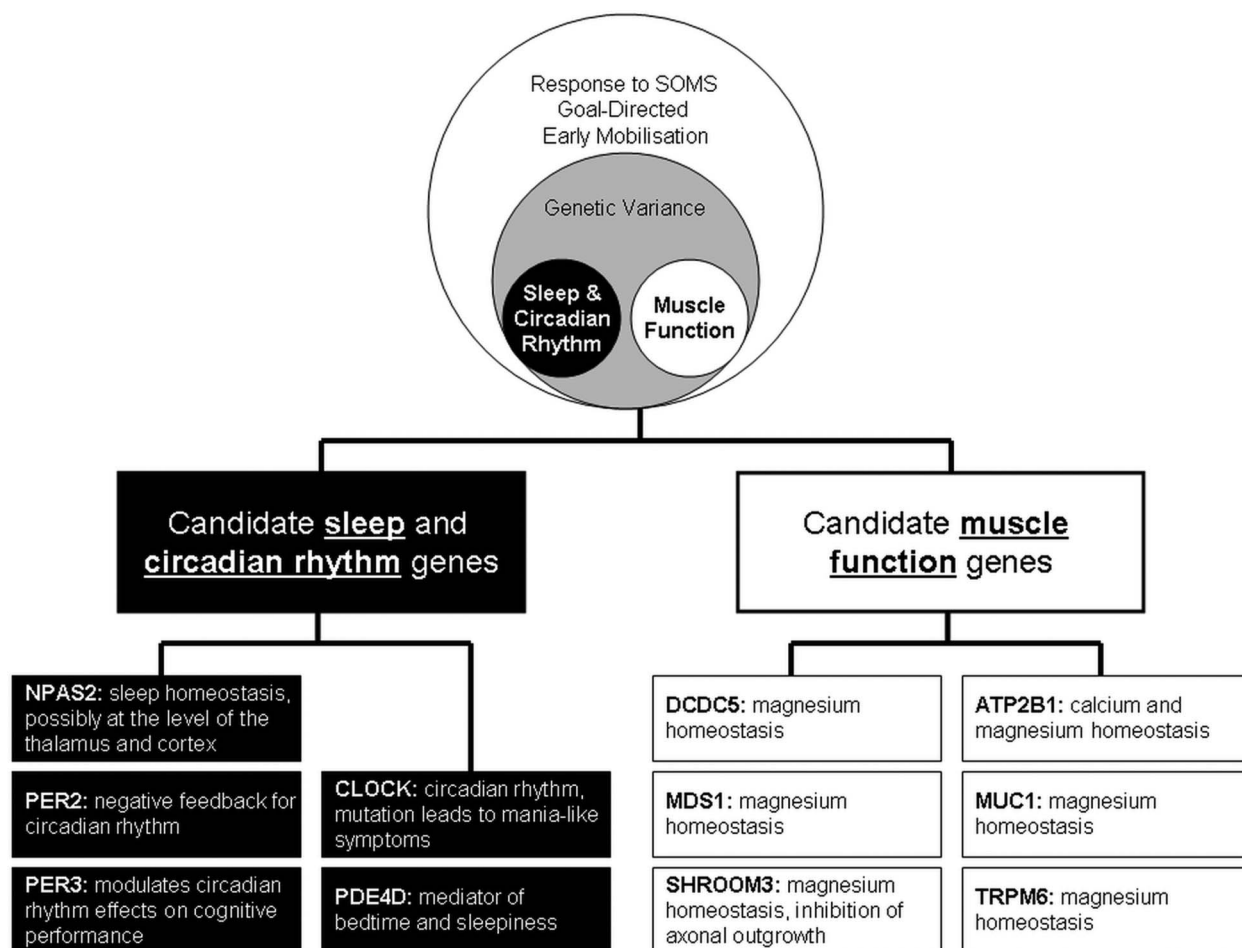 Response to SOMS
Goal-Directed
Early Mobilisation
Genetic Variance
Sleep &
Circadian
Rhythm
Muscle
Function
Candidate sleep and
circadian rhythm genes
Candidate muscle
function genes
NPAS2: sleep homeostasis,
possibly at the level of the
thalamus and cortex
PER2: negative feedback for
circadian rhythm
PER3: modulates circadian
rhythm effects on cognitive
performance
CLOCK: circadian rhythm,
mutation leads to mania-like
symptoms
PDE4D: mediator of
bedtime and sleepiness
DCDC5: magnesium
homeostasis
MDS1: magnesium
homeostasis
SHROOM3: magnesium
homeostasis, inhibition of
axonal outgrowth
ATP2B1: calcium and
magnesium homeostasis
MUC1: magnesium
homeostasis
TRPM6: magnesium
homeostasis